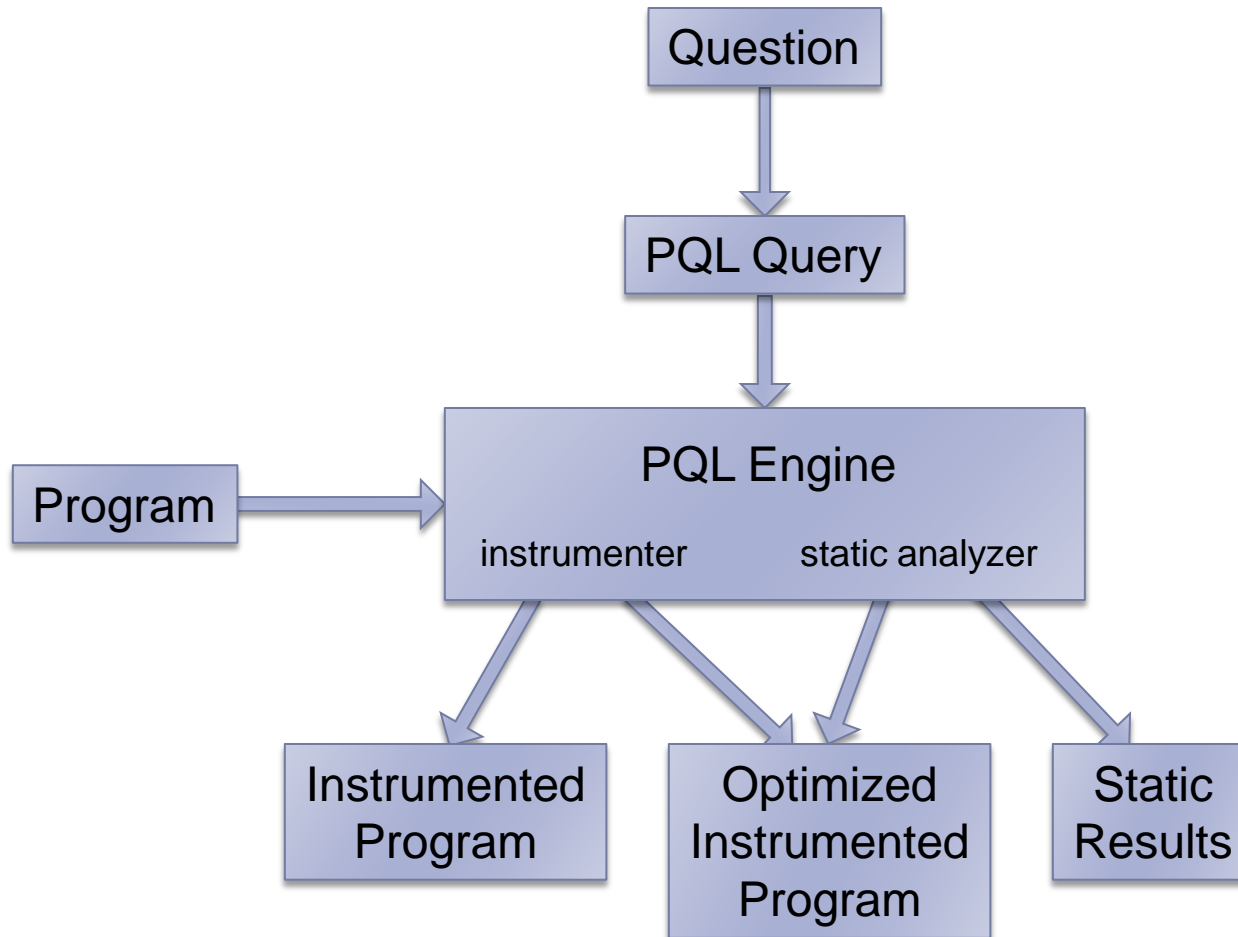 Question
PQL Query
PQL Engine
Program
instrumenter
static analyzer
Instrumented
Program
Optimized
Instrumented
Program
Static
Results